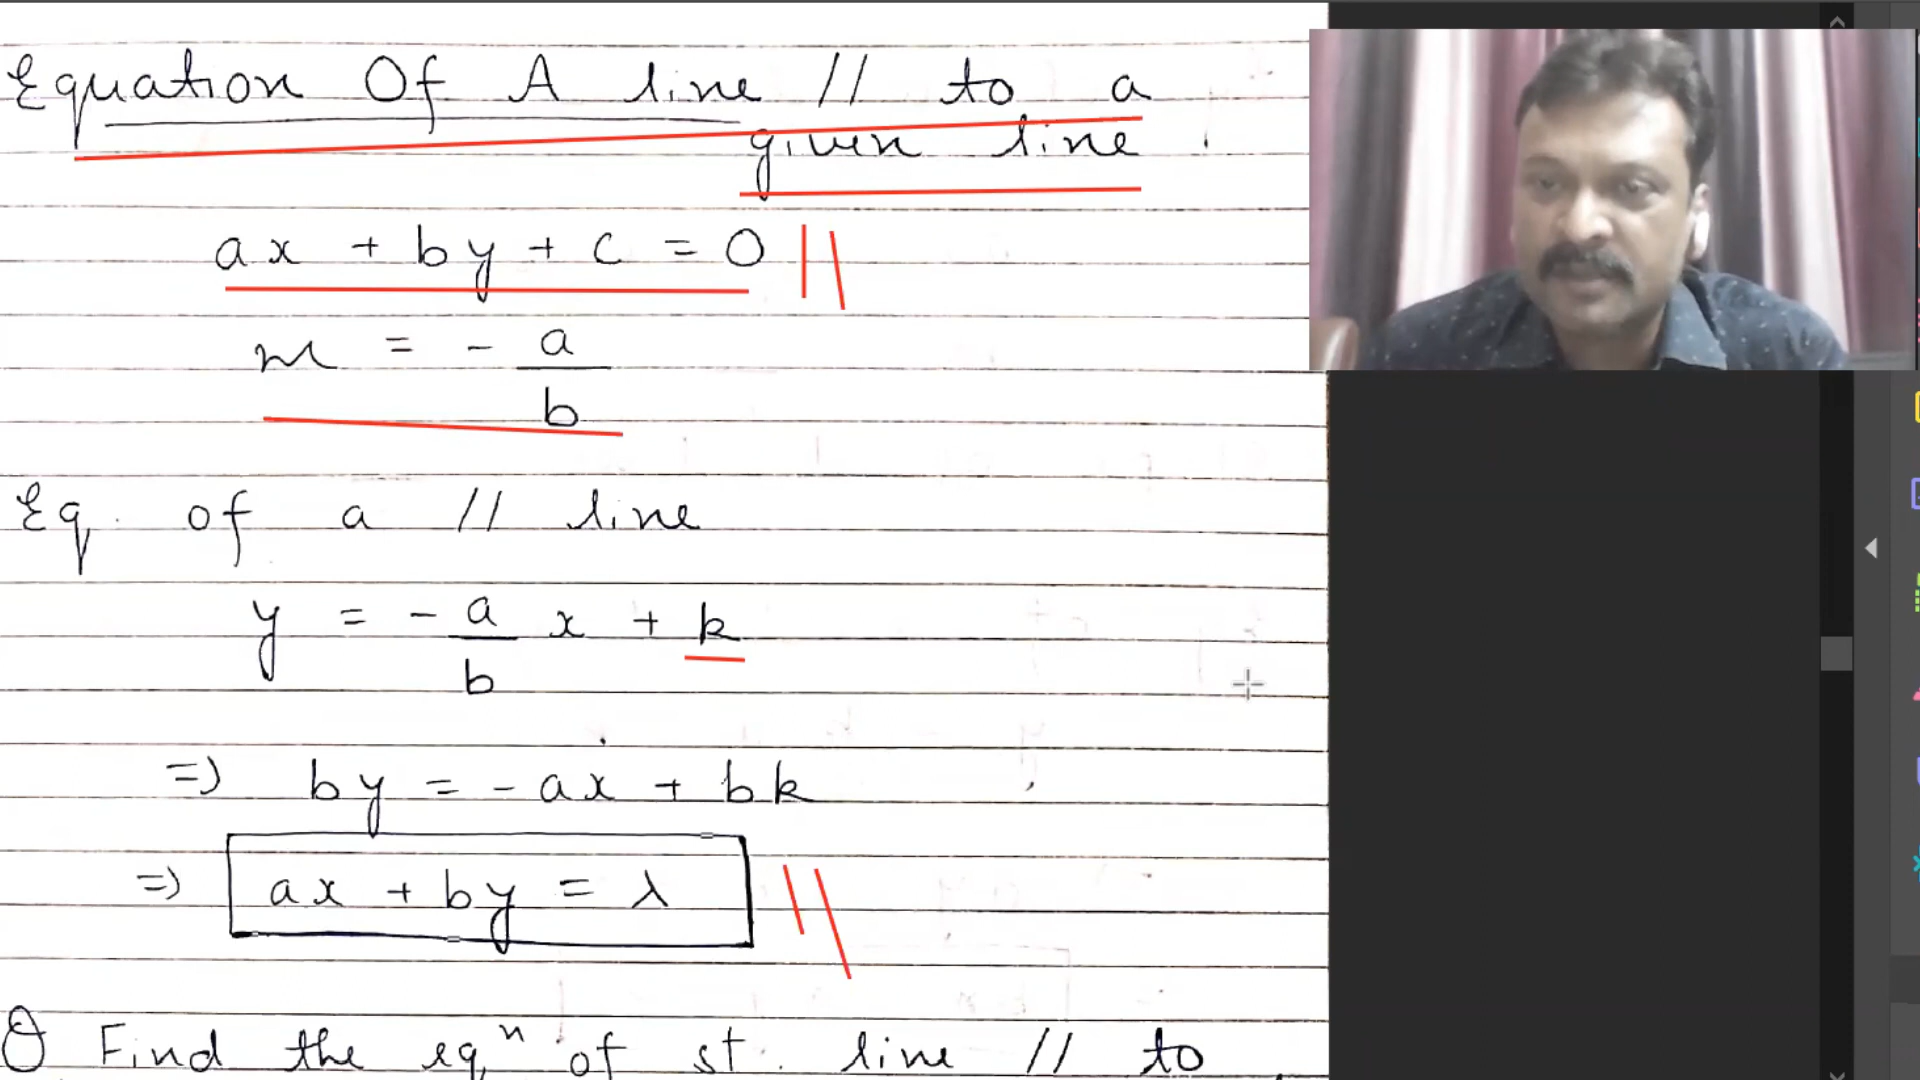 Equation Of A line // to a
given line
ax + by + c = 0
m = - a/b
Eq. of a // line
y = - a/b x + k
=) by = - ax + bk
=) ax + by = λ
Q Find the eqⁿ of st. line // to